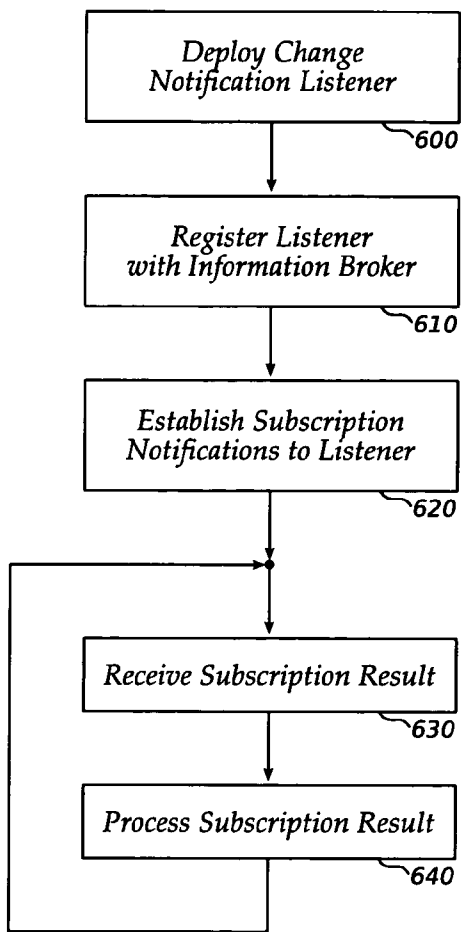 Deploy Change
Notification Listener
600
Register Listener
with Information Broker
610
Establish Subscription
Notifications to Listener
620
Receive Subscription Result
630
Process Subscription Result
640